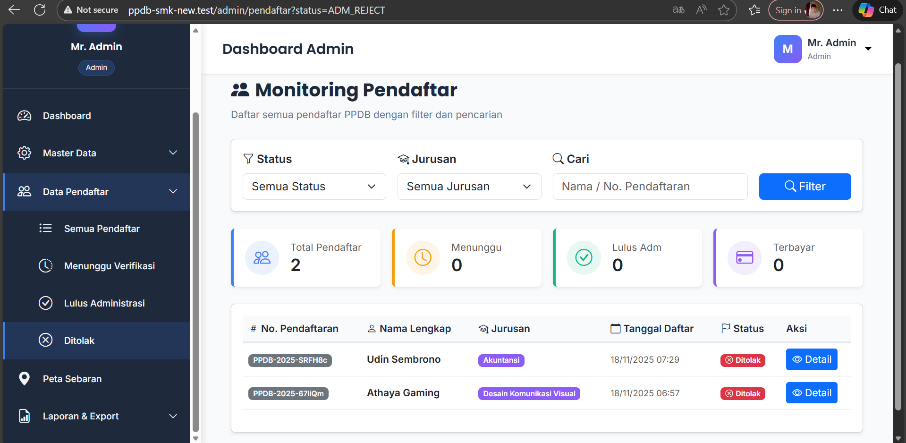 Not secure
ppdb-smk-new.test/admin/pendaftar?status=ADM_REJECT
Sign in
Chat
Mr. Admin
Admin
Dashboard
Master Data
Data Pendaftar
Semua Pendaftar
Menunggu Verifikasi
Lulus Administrasi
Ditolak
Peta Sebaran
Laporan & Export
Dashboard Admin
M
Mr. Admin
Admin
Monitoring Pendaftar
Daftar semua pendaftar PPDB dengan filter dan pencarian
Status
Jurusan
Cari
Semua Status
Semua Jurusan
Nama / No. Pendaftaran
Filter
Total Pendaftar
2
Menunggu
0
Lulus Adm
0
Terbayar
0
# No. Pendaftaran Nama Lengkap Jurusan Tanggal Daftar Status Aksi
PPDB-2025-SRFH8c Udin Sembrono Akuntansi 18/11/2025 07:29 Ditolak Detail
Athaya Gaming Desain Komunikasi Visual 18/11/2025 06:57 Ditolak Detail